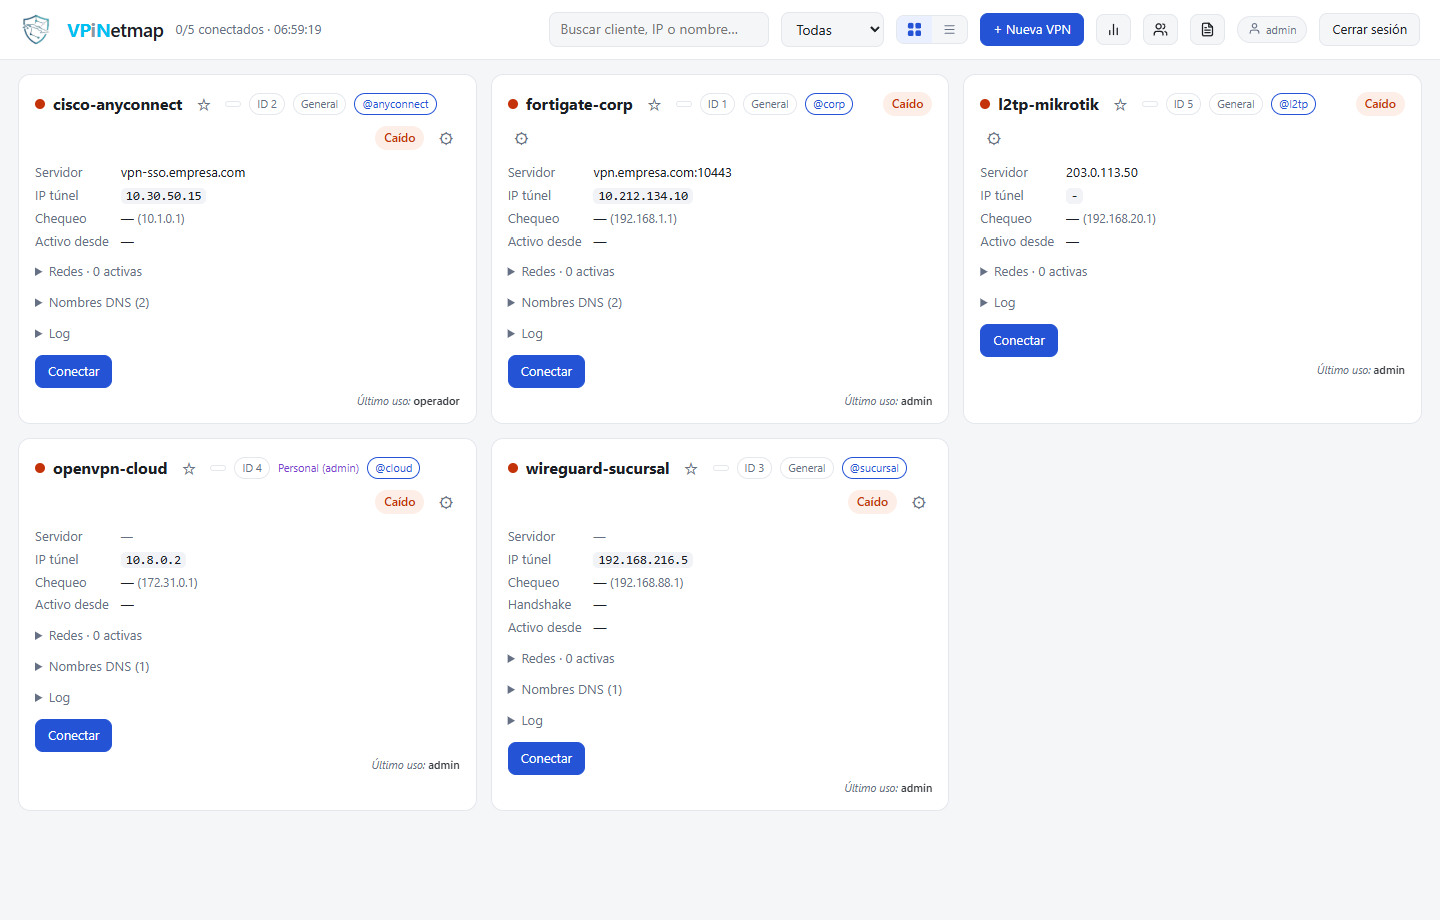 VPiNetmap 0/5 conectados · 06:59:19 Buscar cliente, IP o nombre... Todas + Nueva VPN admin Cerrar sesión
cisco-anyconnect ☆ ID 2 General @anyconnect
Caído
Servidor vpn-sso.empresa.com
IP túnel 10.30.50.15
Chequeo — (10.1.0.1)
Activo desde —
Redes · 0 activas
Nombres DNS (2)
Log
Conectar
Último uso: operador
fortigate-corp ☆ ID 1 General @corp Caído
Servidor vpn.empresa.com:10443
IP túnel 10.212.134.10
Chequeo — (192.168.1.1)
Activo desde —
Redes · 0 activas
Nombres DNS (2)
Log
Conectar
Último uso: admin
l2tp-mikrotik ☆ ID 5 General @l2tp Caído
Servidor 203.0.113.50
IP túnel -
Chequeo — (192.168.20.1)
Activo desde —
Redes · 0 activas
Log
Conectar
Último uso: admin
openvpn-cloud ☆ ID 4 Personal (admin) @cloud
Caído
Servidor —
IP túnel 10.8.0.2
Chequeo — (172.31.0.1)
Activo desde —
Redes · 0 activas
Nombres DNS (1)
Log
Conectar
Último uso: admin
wireguard-sucursal ☆ ID 3 General @sucursal
Caído
Servidor —
IP túnel 192.168.216.5
Chequeo — (192.168.88.1)
Handshake —
Activo desde —
Redes · 0 activas
Nombres DNS (1)
Log
Conectar
Último uso: admin